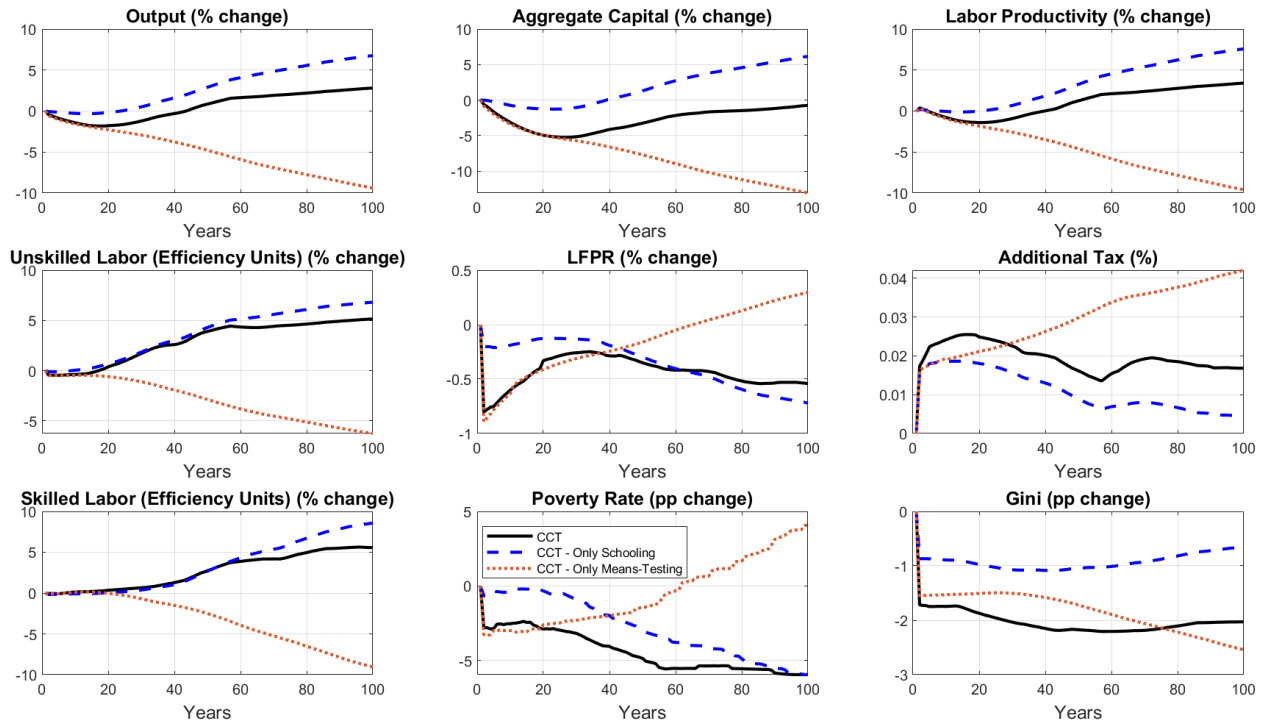 Output (% change)
10
5
0
-5
-10
0 20 40 60 80 100
Years
Aggregate Capital (% change)
10
5
0
-5
-10
0 20 40 60 80 100
Years
Labor Productivity (% change)
10
5
0
-5
-10
0 20 40 60 80 100
Years
Unskilled Labor (Efficiency Units) (% change)
10
5
0
-5
0 20 40 60 80 100
Years
LFPR (% change)
0.5
0
-0.5
-1
0 20 40 60 80 100
Years
Additional Tax (%)
0.04
0.03
0.02
0.01
0
0 20 40 60 80 100
Years
Skilled Labor (Efficiency Units) (% change)
10
5
0
-5
-10
0 20 40 60 80 100
Years
Poverty Rate (pp change)
5
0
-5
CCT
CCT - Only Schooling
CCT - Only Means-Testing
0 20 40 60 80 100
Years
Gini (pp change)
0
-1
-2
-3
0 20 40 60 80 100
Years